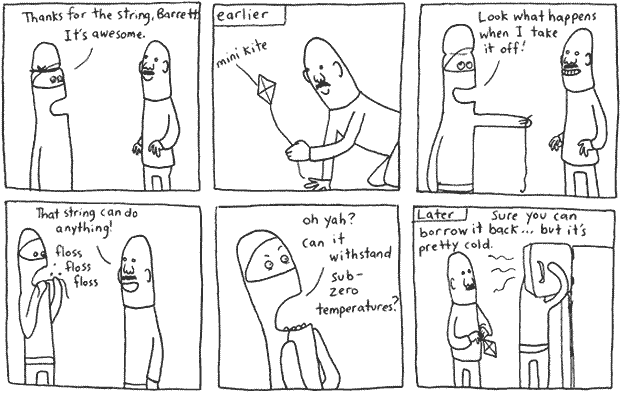 Thanks for the string, Barrett.
It's awesome.
earlier
mini kite
Look what happens
when I take
it off!
That string can do
anything!
floss
floss
floss
oh yah?
can it
withstand
sub-
zero
temperatures?
Later
Sure you can
borrow it back... but it's
pretty cold.